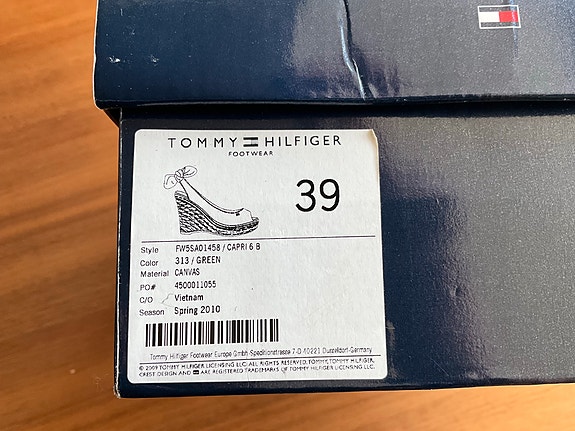 TOMMY HILFIGER
FOOTWEAR
39
Style FW5SA01458 / CAPRI 6 B
Color 313 / GREEN
Material CANVAS
PO# 4500011055
C/O Vietnam
Season Spring 2010
Tommy Hilfiger Footwear Europe GmbH-Speditionstrasse 7-D 40221 Dusseldorf-Germany
© 2009 TOMMY HILFIGER LICENSING LLC. ALL RIGHTS RESERVED. TOMMY, TOMMY HILFIGER,
CREST DESIGN AND ARE REGISTERED TRADEMARKS OF TOMMY HILFIGER LICENSING LLC.